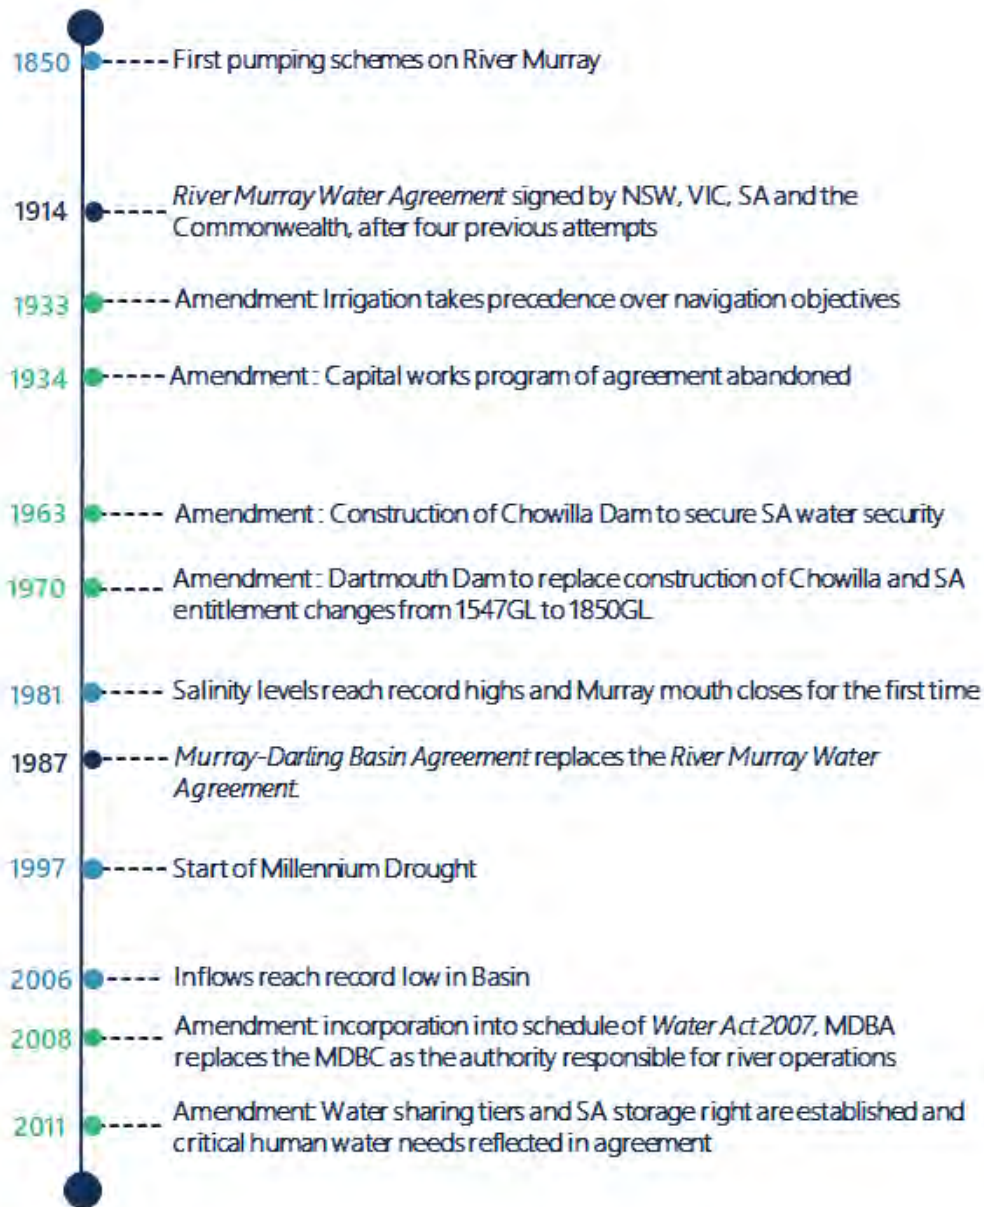 1850 First pumping schemes on River Murray
1914 River Murray Water Agreement signed by NSW, VIC, SA and the
Commonwealth, after four previous attempts
1933 Amendment: Irrigation takes precedence over navigation objectives
1934 Amendment : Capital works program of agreement abandoned
1963 Amendment : Construction of Chowilla Dam to secure SA water security
1970 Amendment : Dartmouth Dam to replace construction of Chowilla and SA
entitlement changes from 1547GL to 1850GL
1981 Salinity levels reach record highs and Murray mouth closes for the first time
1987 Murray-Darling Basin Agreement replaces the River Murray Water
Agreement.
1997 Start of Millennium Drought
2006 Inflows reach record low in Basin
2008 Amendment: incorporation into schedule of Water Act 2007, MDBA
replaces the MDBC as the authority responsible for river operations
2011 Amendment: Water sharing tiers and SA storage right are established and
critical human water needs reflected in agreement